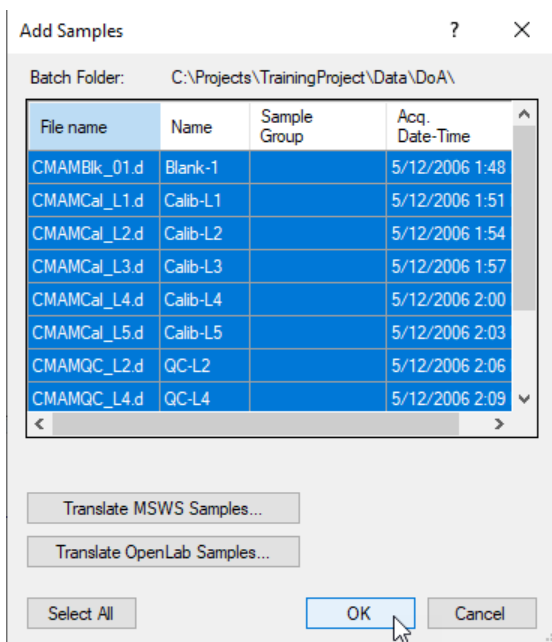 Add Samples ?
Batch Folder: C:\Projects\TrainingProject\Data\DoA\
File name Name Sample Group Acq. Date-Time
CMAMBlk_01.d Blank-1 5/12/2006 1:48
CMAMCal_L1.d Calib-L1 5/12/2006 1:51
CMAMCal_L2.d Calib-L2 5/12/2006 1:54
CMAMCal_L3.d Calib-L3 5/12/2006 1:57
CMAMCal_L4.d Calib-L4 5/12/2006 2:00
CMAMCal_L5.d Calib-L5 5/12/2006 2:03
CMAMQC_L2.d QC-L2 5/12/2006 2:06
CMAMQC_L4.d QC-L4 5/12/2006 2:09
Translate MSWS Samples...
Translate OpenLab Samples...
Select All OK Cancel